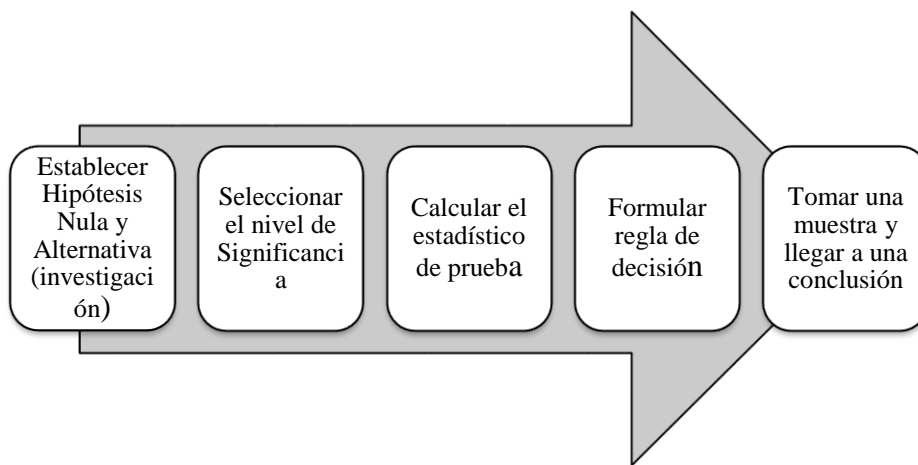 Establecer
Hipótesis
Nula y
Alternativa
(investigaci
ón)
Seleccionar
el nivel de
Significanci
a
Calcular el
estadístico
de prueba
Formular
regla de
decisión
Tomar una
muestra y
llegar a una
conclusión